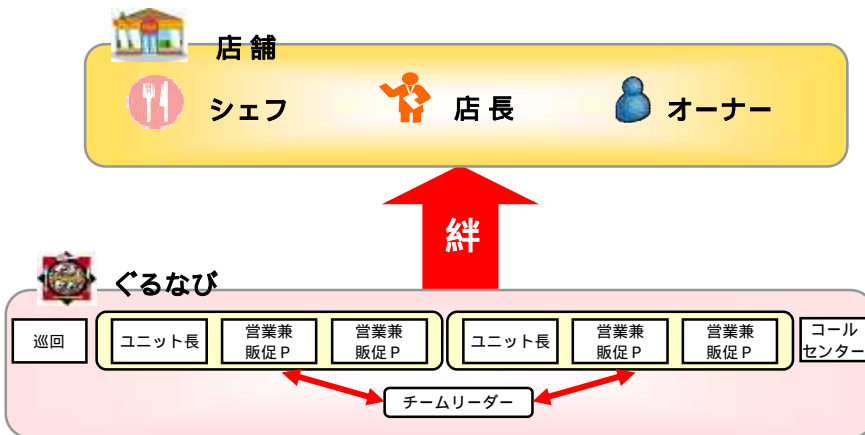 店舗
シェフ
店長
オーナー
絆
ぐるなび
巡回
ユニット長
営業兼
販促P
営業兼
販促P
ユニット長
営業兼
販促P
営業兼
販促P
コール
センター
チームリーダー